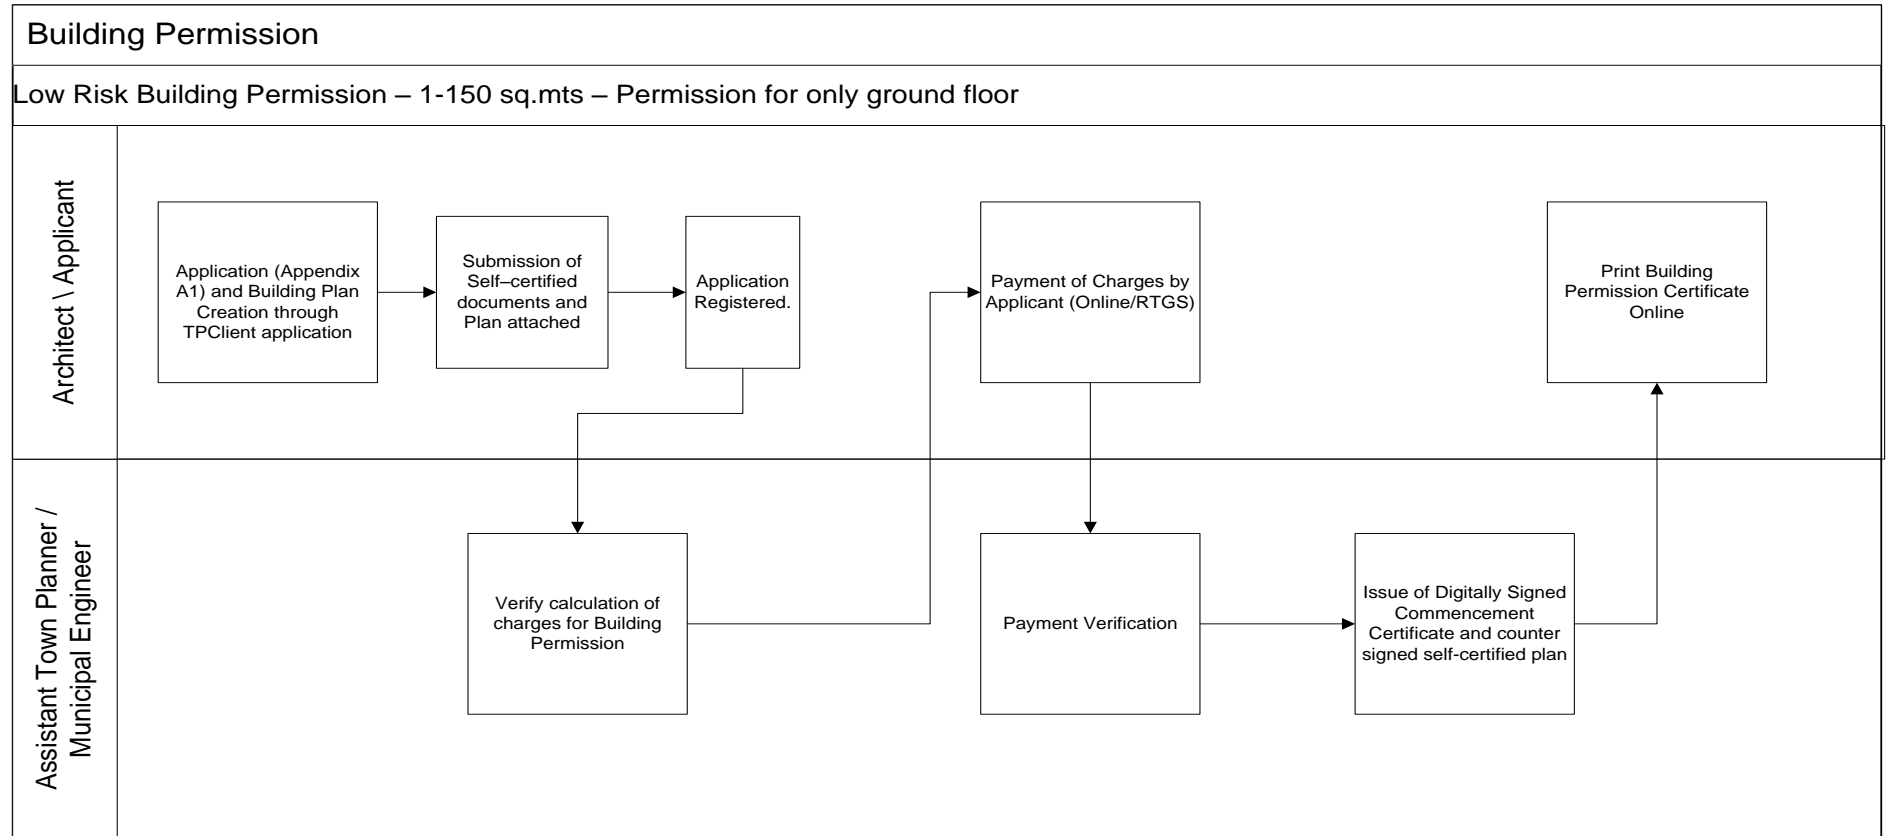 Building Permission
Low Risk Building Permission – 1-150 sq.mts – Permission for only ground floor
Architect \ Applicant
Application (Appendix
A1) and Building Plan
Creation through
TPClient application
Submission of
Self–certified
documents and
Plan attached
Application
Registered.
Payment of Charges by
Applicant (Online/RTGS)
Print Building
Permission Certificate
Online
Assistant Town Planner /
Municipal Engineer
Verify calculation of
charges for Building
Permission
Payment Verification
Issue of Digitally Signed
Commencement
Certificate and counter
signed self-certified plan